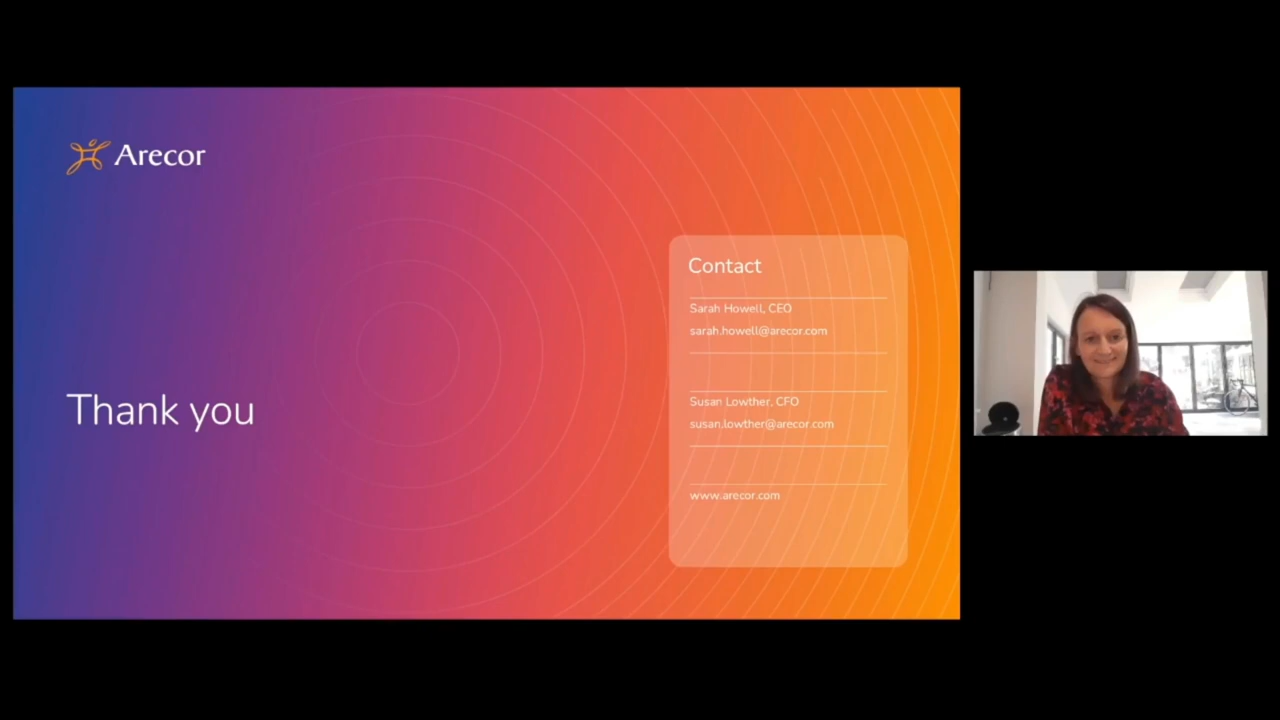 Arecor
Thank you
Contact
Sarah Howell, CEO
sarah.howell@arecor.com
Susan Lowther, CFO
susan.lowther@arecor.com
www.arecor.com